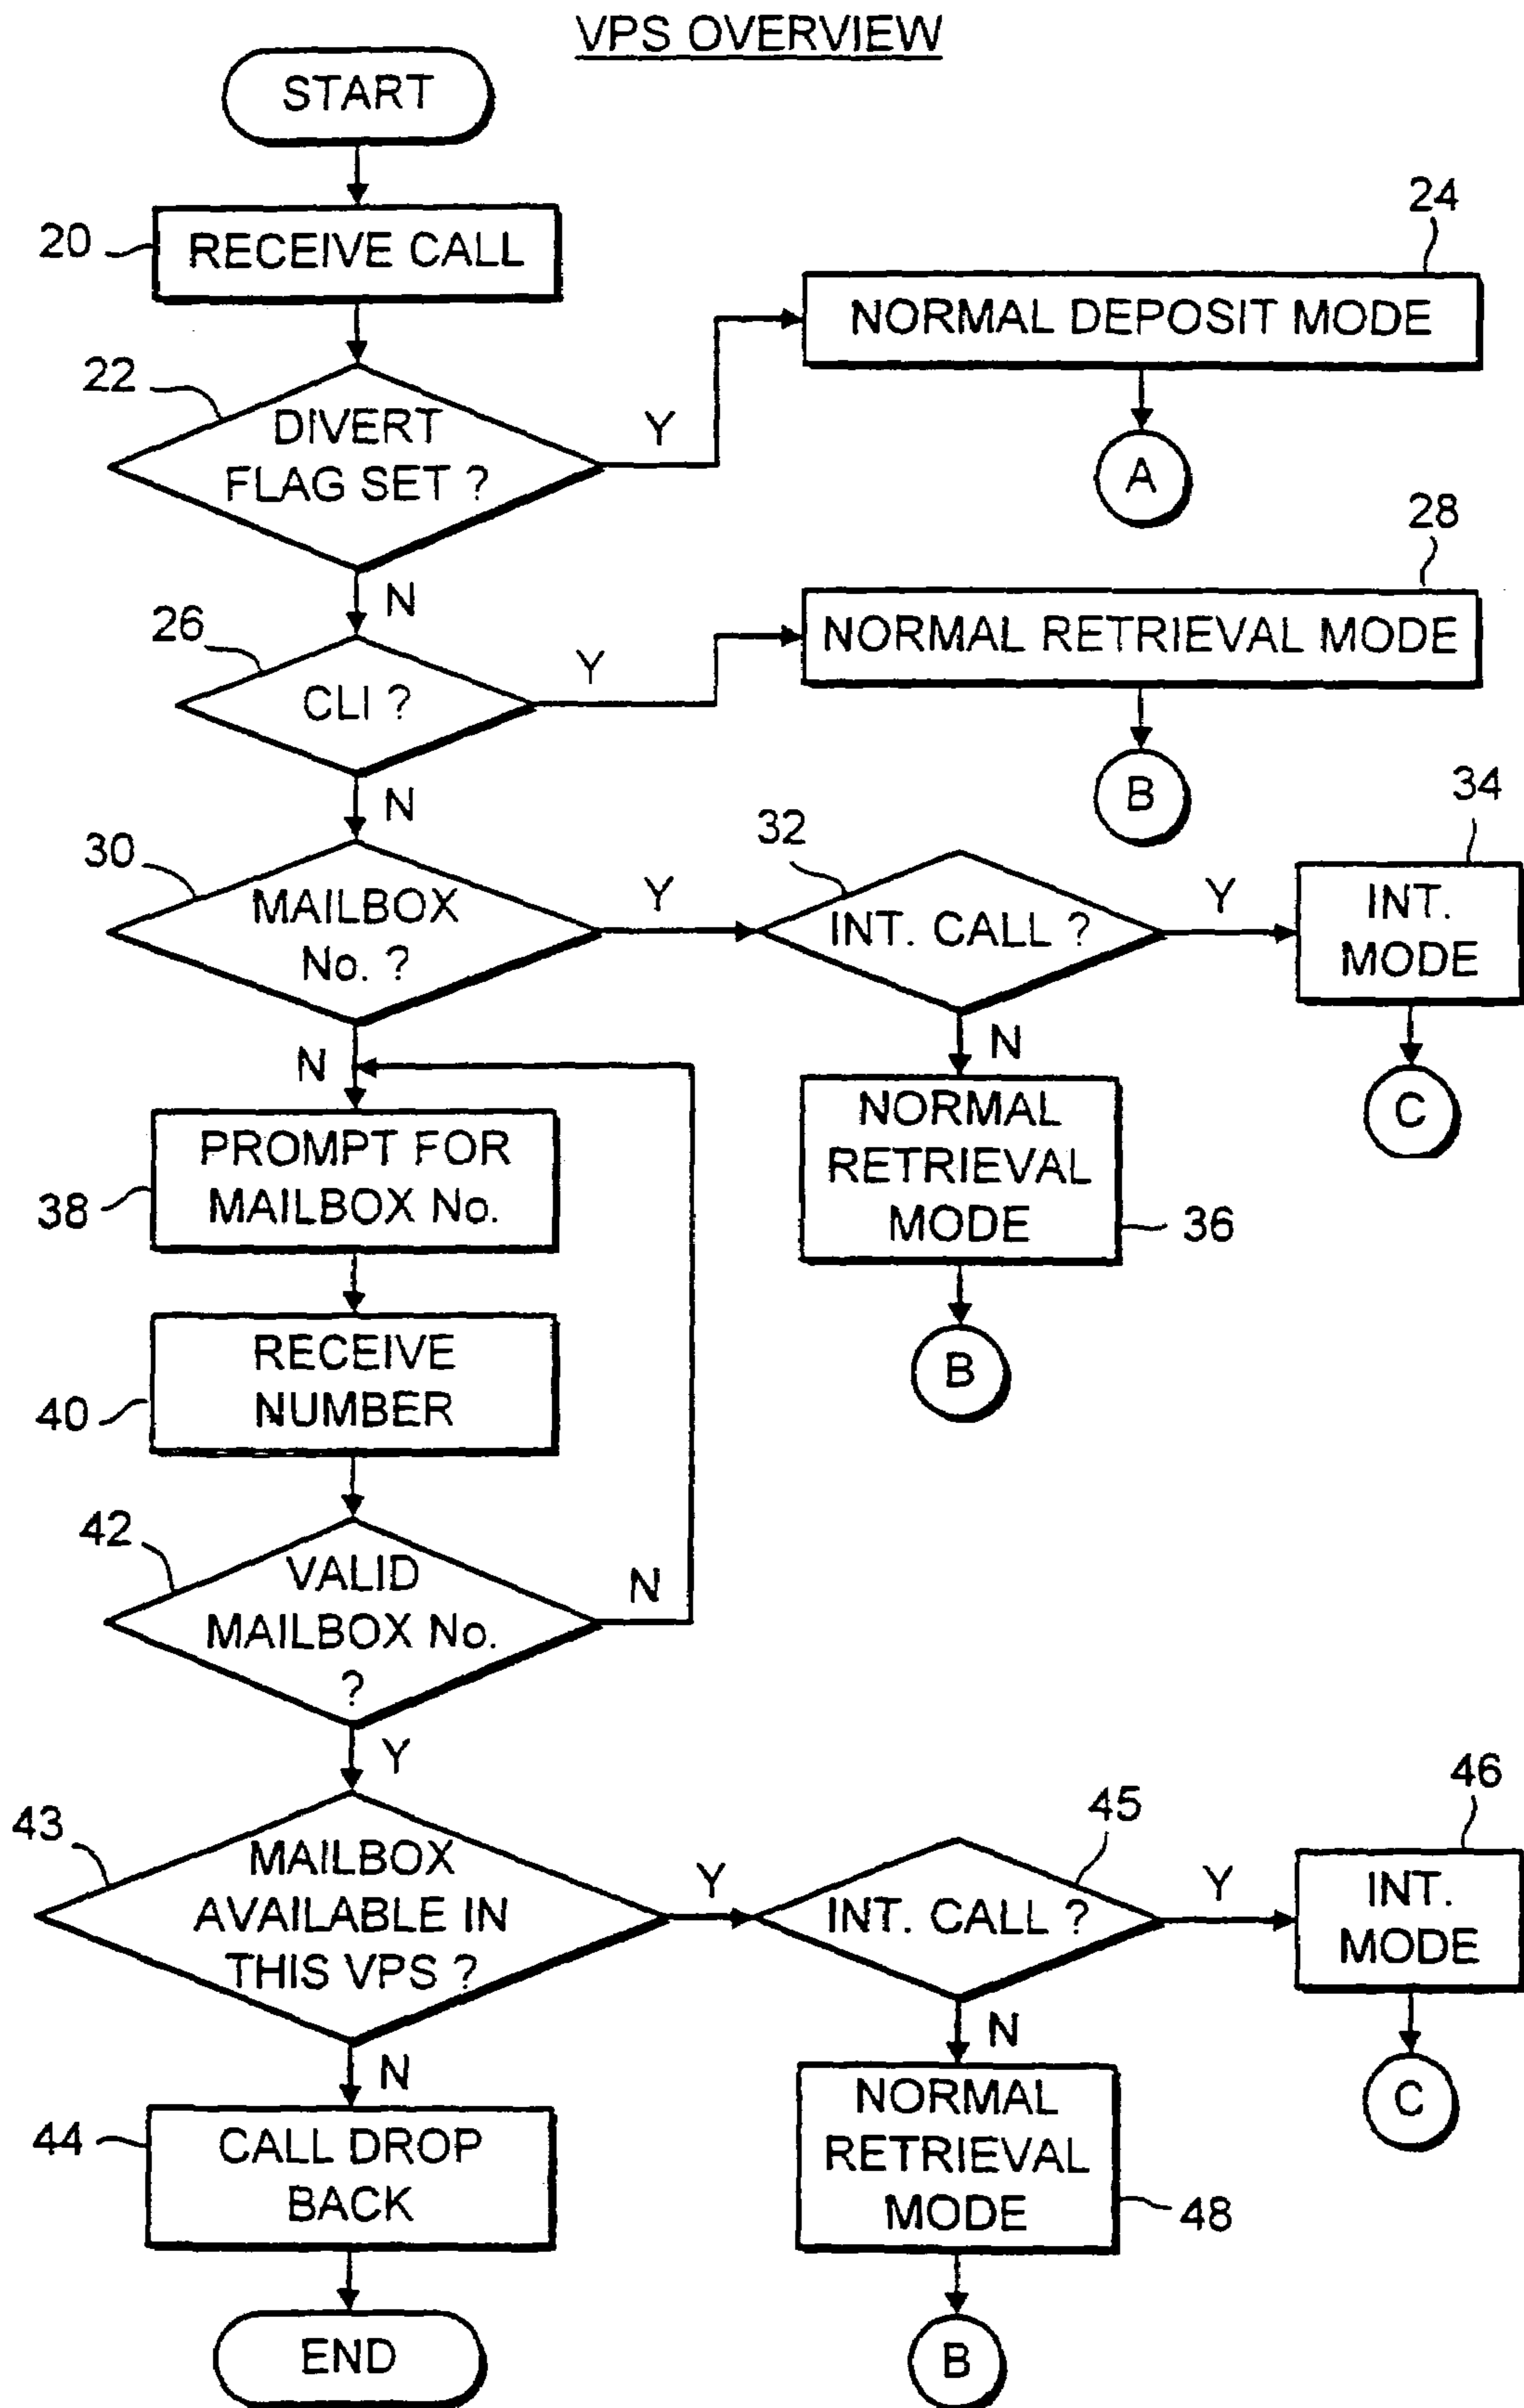 VPS OVERVIEW
START
20
RECEIVE CALL
24
NORMAL DEPOSIT MODE
22
DIVERT
FLAG SET ?
Y
A
N
28
26
CLI ?
Y
NORMAL RETRIEVAL MODE
B
N
30
MAILBOX
No. ?
Y
32
INT. CALL ?
Y
34
INT.
MODE
C
N
N
NORMAL
RETRIEVAL
MODE
36
B
PROMPT FOR
MAILBOX No.
38
RECEIVE
NUMBER
40
42
VALID
MAILBOX No.
?
N
Y
43
MAILBOX
AVAILABLE IN
THIS VPS ?
Y
45
INT. CALL ?
Y
46
INT.
MODE
C
N
N
44
CALL DROP
BACK
NORMAL
RETRIEVAL
MODE
48
END
B